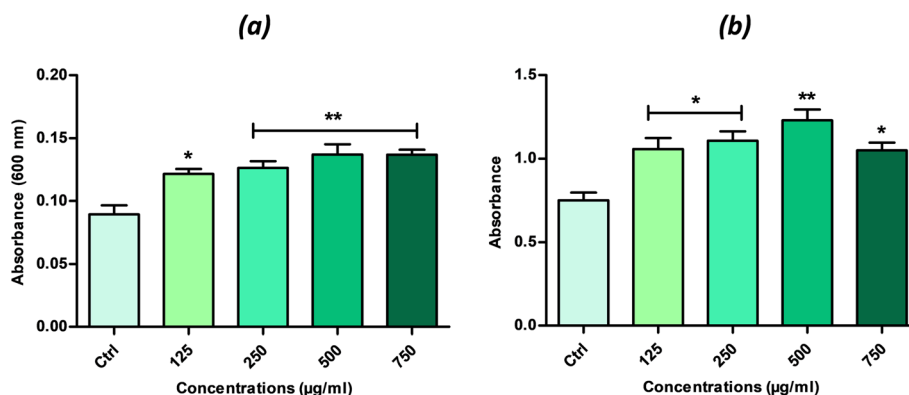 (a)
Absorbance (600 nm)
0.20
0.15
0.10
0.05
0.00
*
**
Ctrl
125
250
500
750
Concentrations (µg/ml)
(b)
Absorbance
1.5
1.0
0.5
0.0
*
**
*
Ctrl
125
250
500
750
Concentrations (µg/ml)